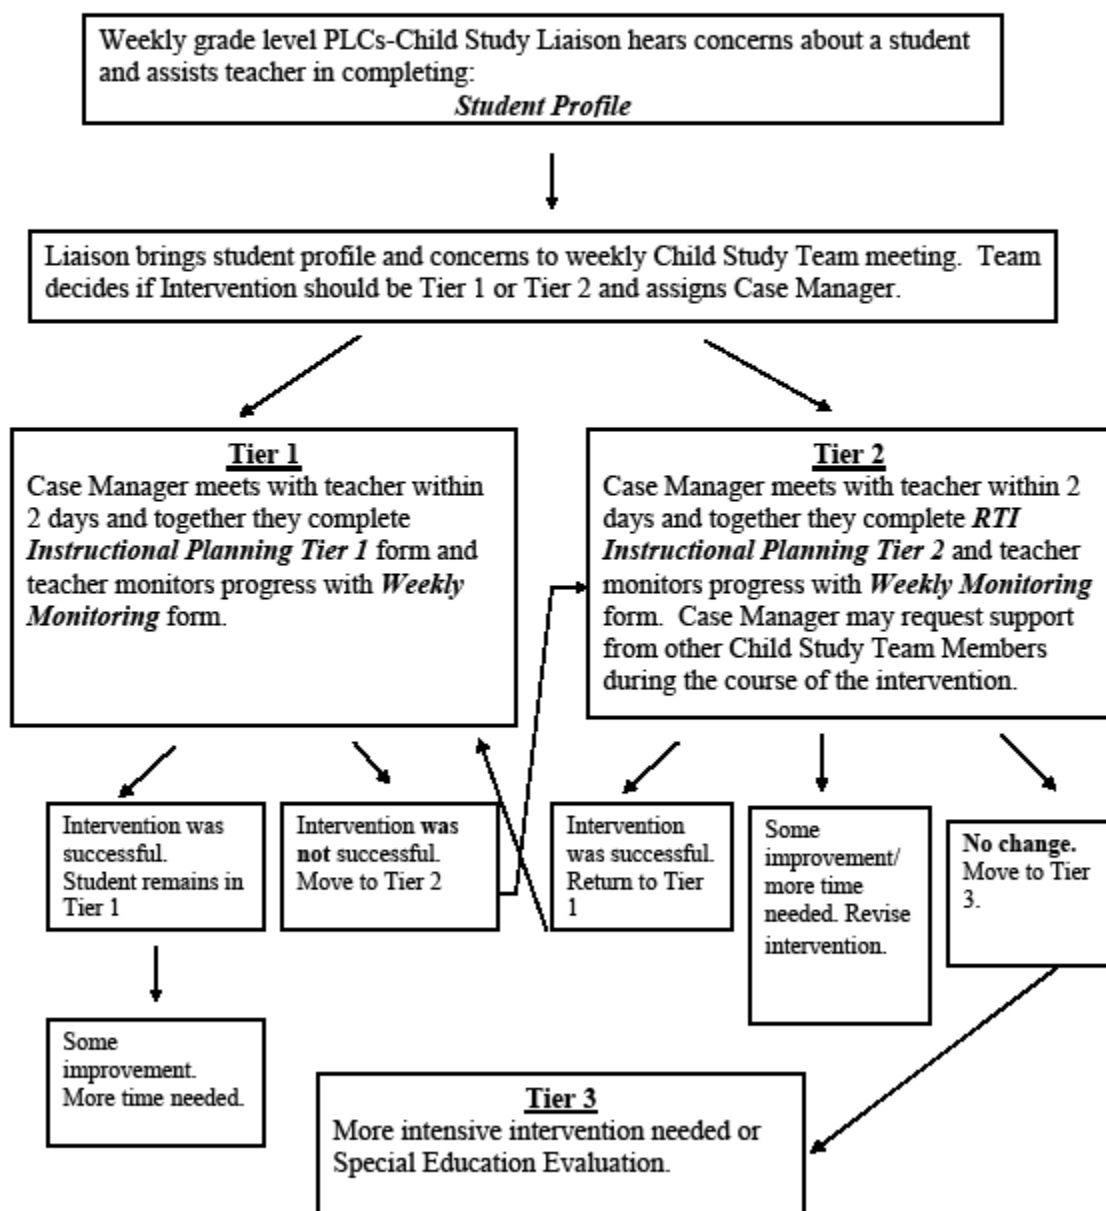 Weekly grade level PLCs-Child Study Liaison hears concerns about a student
and assists teacher in completing:
Student Profile
Liaison brings student profile and concerns to weekly Child Study Team meeting.  Team
decides if Intervention should be Tier 1 or Tier 2 and assigns Case Manager.
Tier 1
Case Manager meets with teacher within
2 days and together they complete
Instructional Planning Tier 1 form and
teacher monitors progress with Weekly
Monitoring form.
Tier 2
Case Manager meets with teacher within 2
days and together they complete RTI
Instructional Planning Tier 2 and teacher
monitors progress with Weekly Monitoring
form.  Case Manager may request support
from other Child Study Team Members
during the course of the intervention.
Intervention was
successful.
Student remains in
Tier 1
Intervention was
not successful.
Move to Tier 2
Intervention
was successful.
Return to Tier
1
Some
improvement/
more time
needed. Revise
intervention.
No change.
Move to Tier
3.
Some
improvement.
More time needed.
Tier 3
More intensive intervention needed or
Special Education Evaluation.